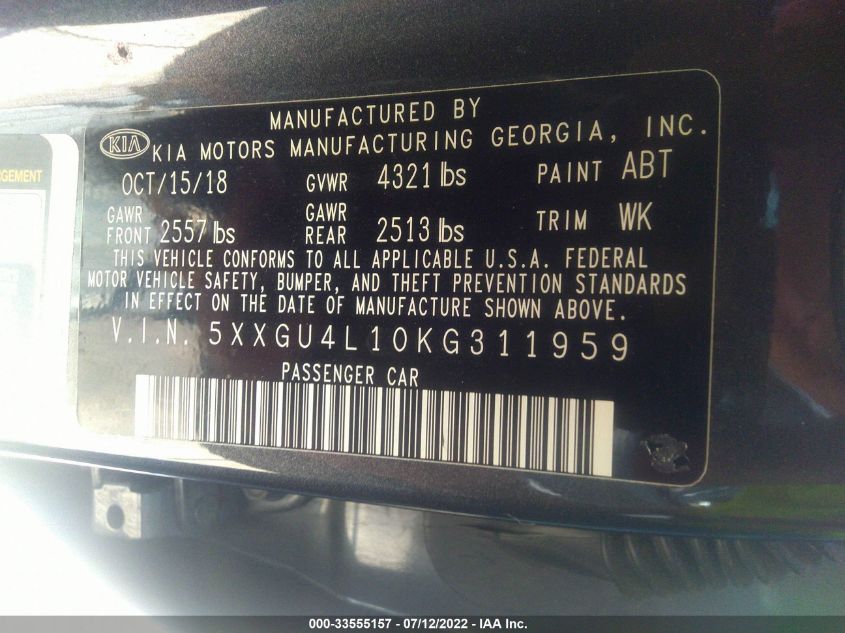 RGEMENT
MANUFACTURED BY
KIA KIA MOTORS MANUFACTURING GEORGIA, INC.
OCT/15/18 GVWR 4321 lbs PAINT ABT
GAWR FRONT 2557 lbs GAWR REAR 2513 lbs TRIM WK
THIS VEHICLE CONFORMS TO ALL APPLICABLE U.S.A. FEDERAL
MOTOR VEHICLE SAFETY, BUMPER, AND THEFT PREVENTION STANDARDS
IN EFFECT ON THE DATE OF MANUFACTURE SHOWN ABOVE.
V.I.N. 5XXGU4L10KG311959
PASSENGER CAR
000-33555157 - 07/12/2022 - IAA Inc.